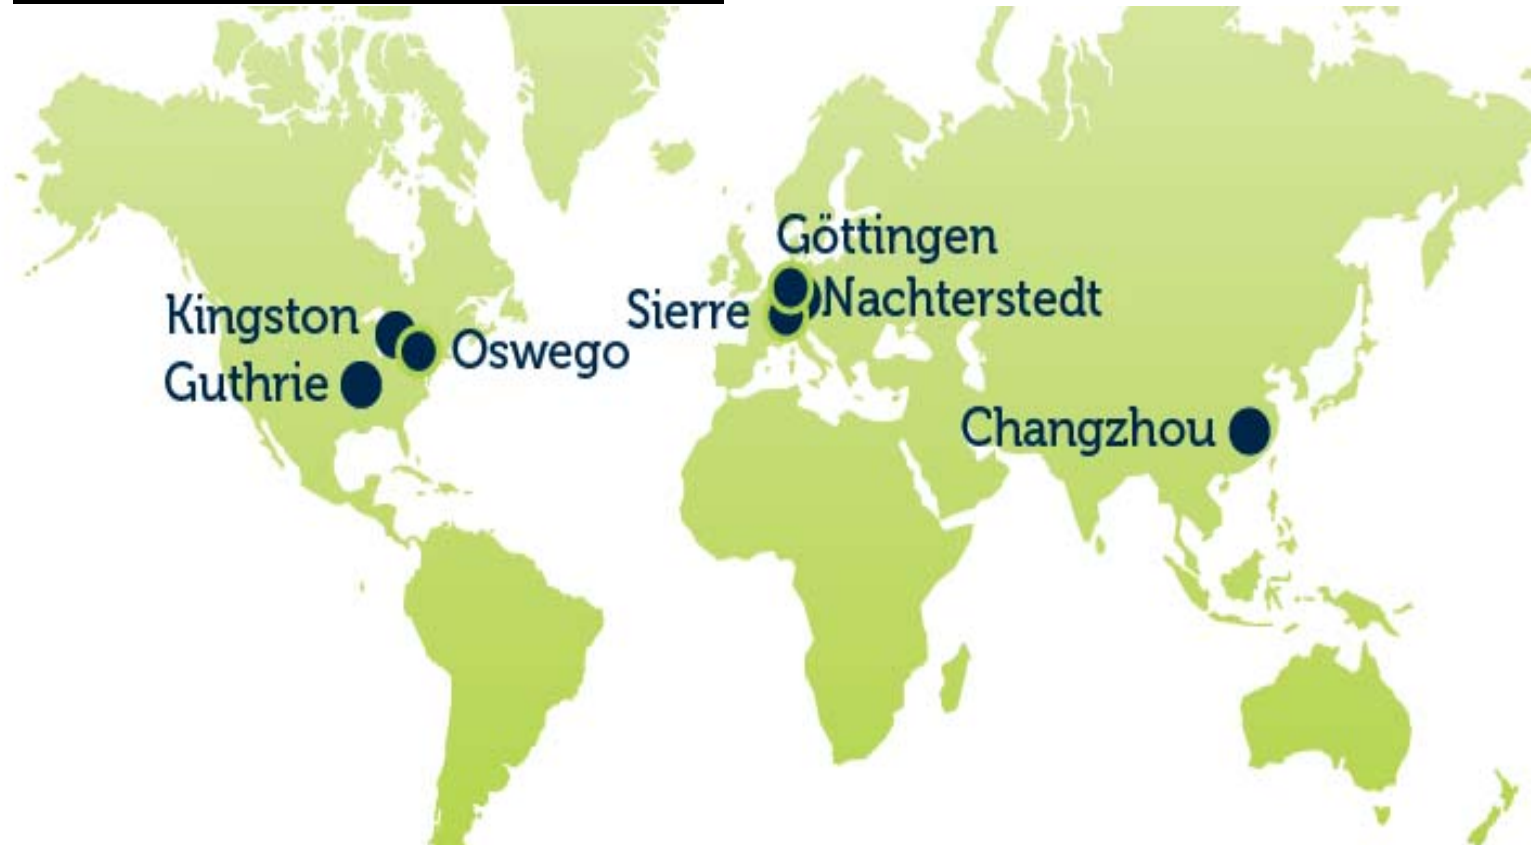 Göttingen
Nachterstedt
Sierre
Kingston
Oswego
Guthrie
Changzhou